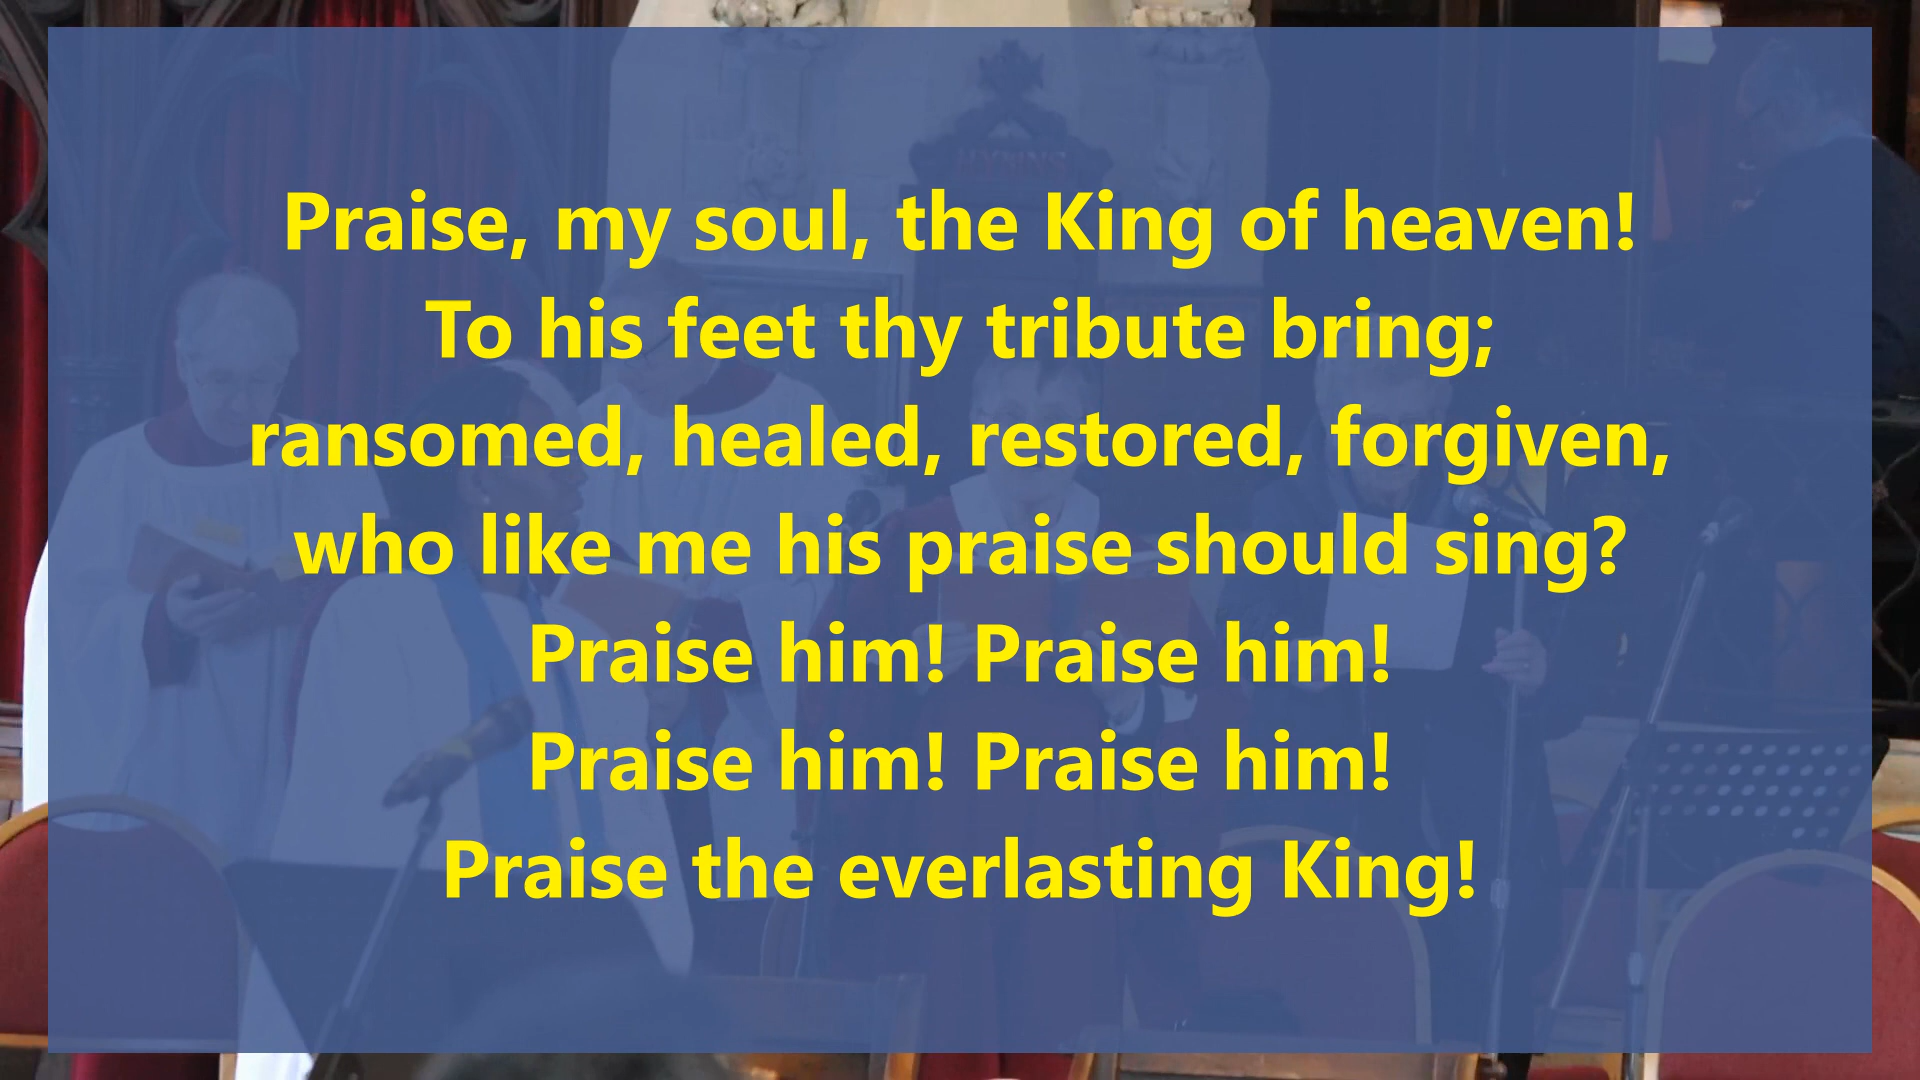 HYMNS
Praise, my soul, the King of heaven!
To his feet thy tribute bring;
ransomed, healed, restored, forgiven,
who like me his praise should sing?
Praise him! Praise him!
Praise him! Praise him!
Praise the everlasting King!